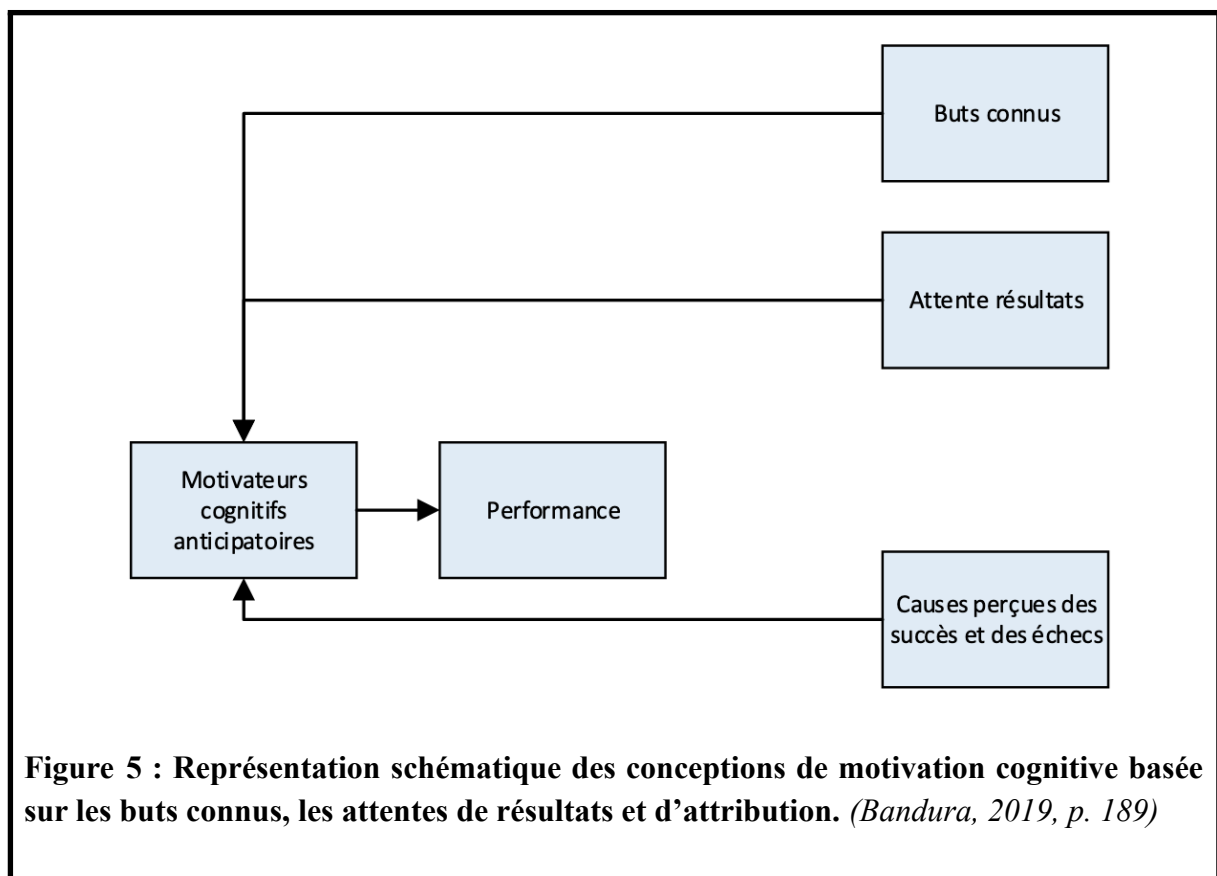 Buts connus
Attente résultats
Motivateurs
cognitifs
anticipatoires
Performance
Causes perçues des
succès et des échecs
Figure 5 : Représentation schématique des conceptions de motivation cognitive basée
sur les buts connus, les attentes de résultats et d’attribution. (Bandura, 2019, p. 189)